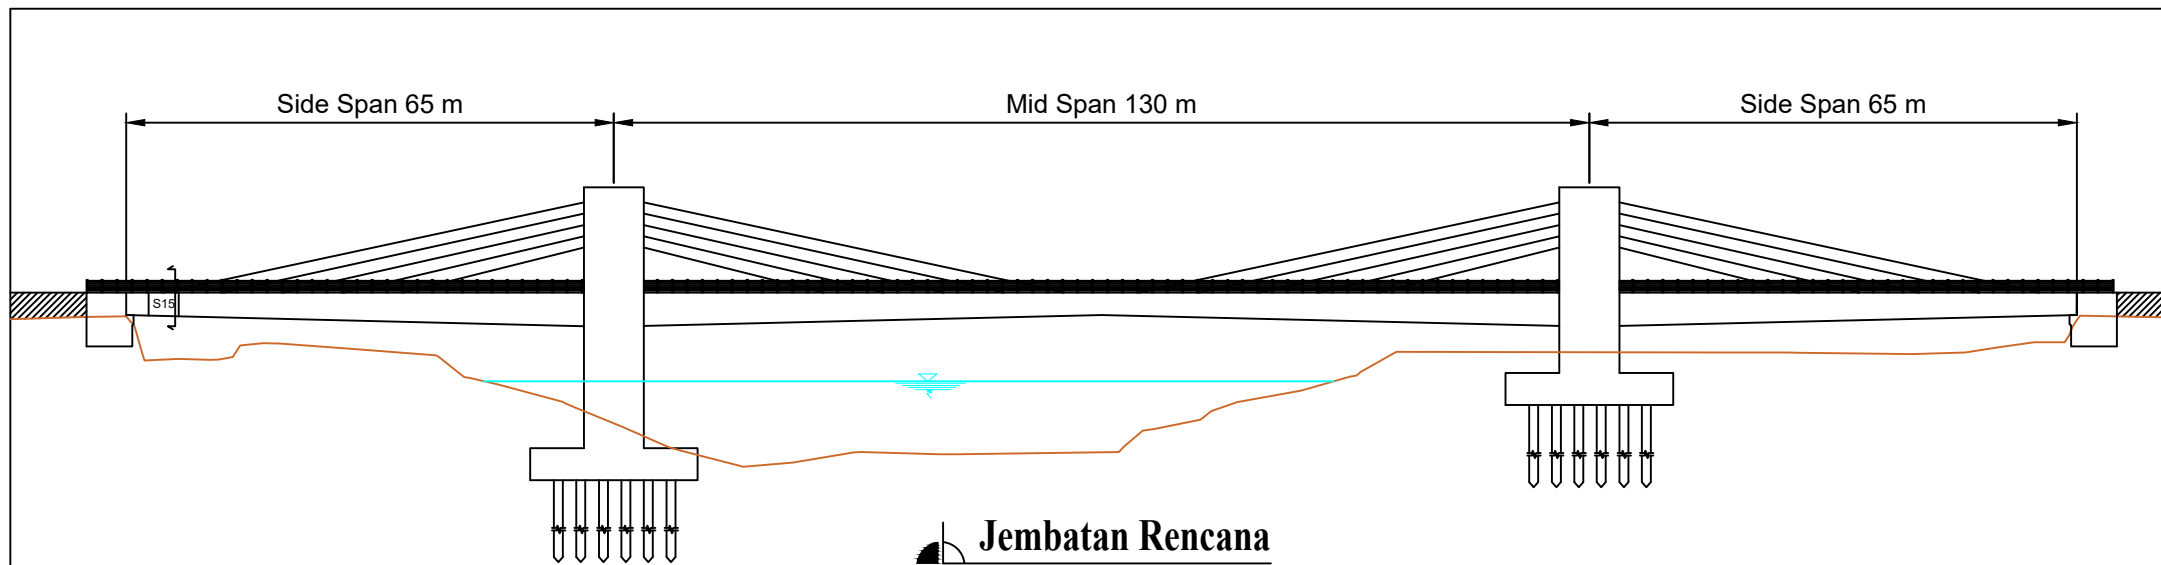 Side Span 65 m
Mid Span 130 m
Side Span 65 m
S15
Jembatan Rencana